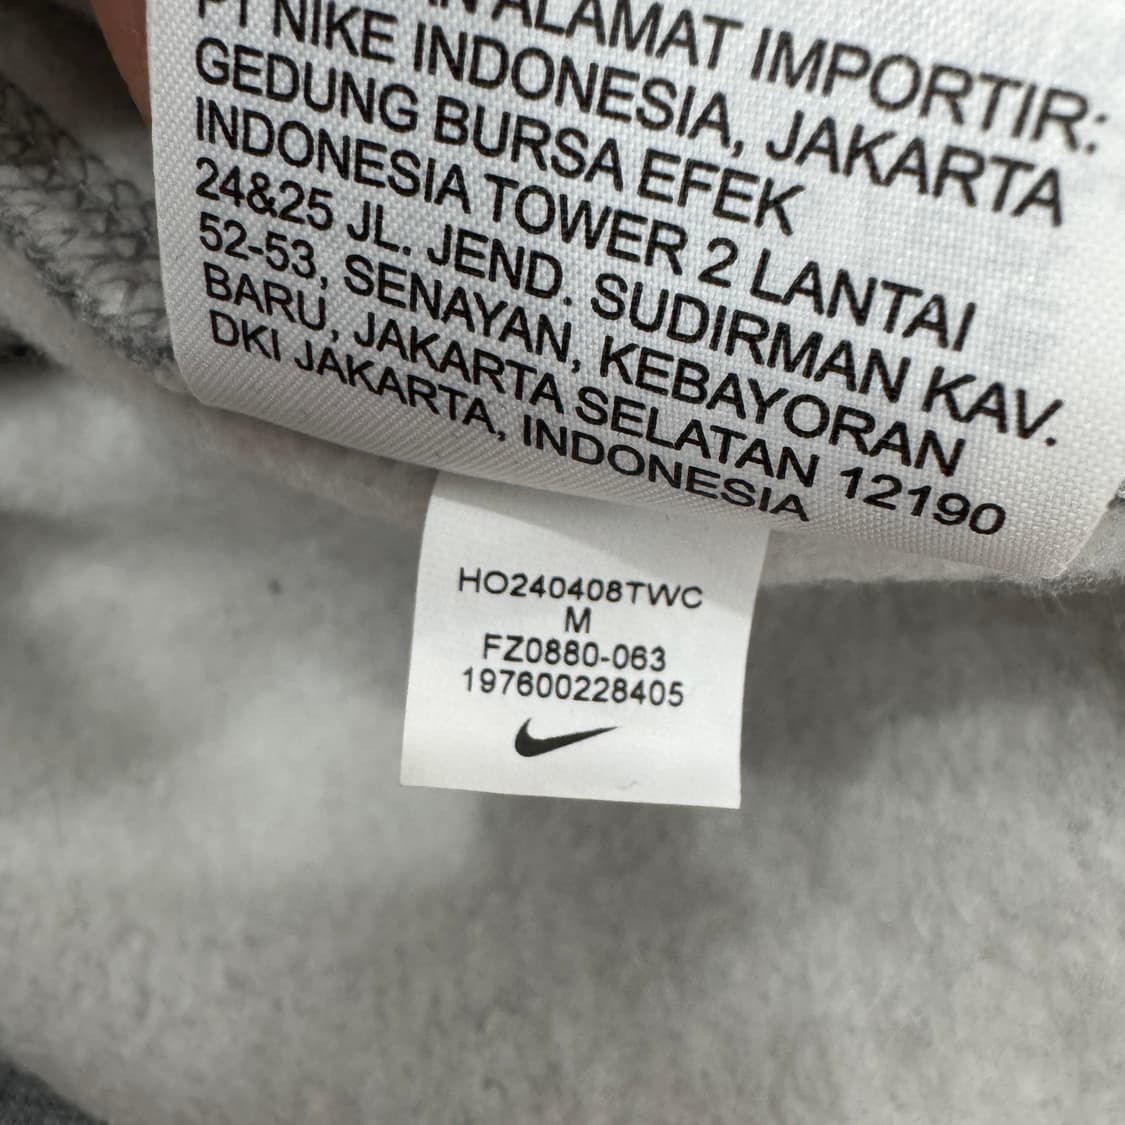 ALAMAT IMPORTIR:
PT NIKE INDONESIA, JAKARTA
GEDUNG BURSA EFEK
INDONESIA TOWER 2 LANTAI
24&25 JL. JEND. SUDIRMAN KAV.
52-53, SENAYAN, KEBAYORAN
BARU, JAKARTA SELATAN 12190
DKI JAKARTA, INDONESIA
HO240408TWC
M
FZ0880-063
197600228405